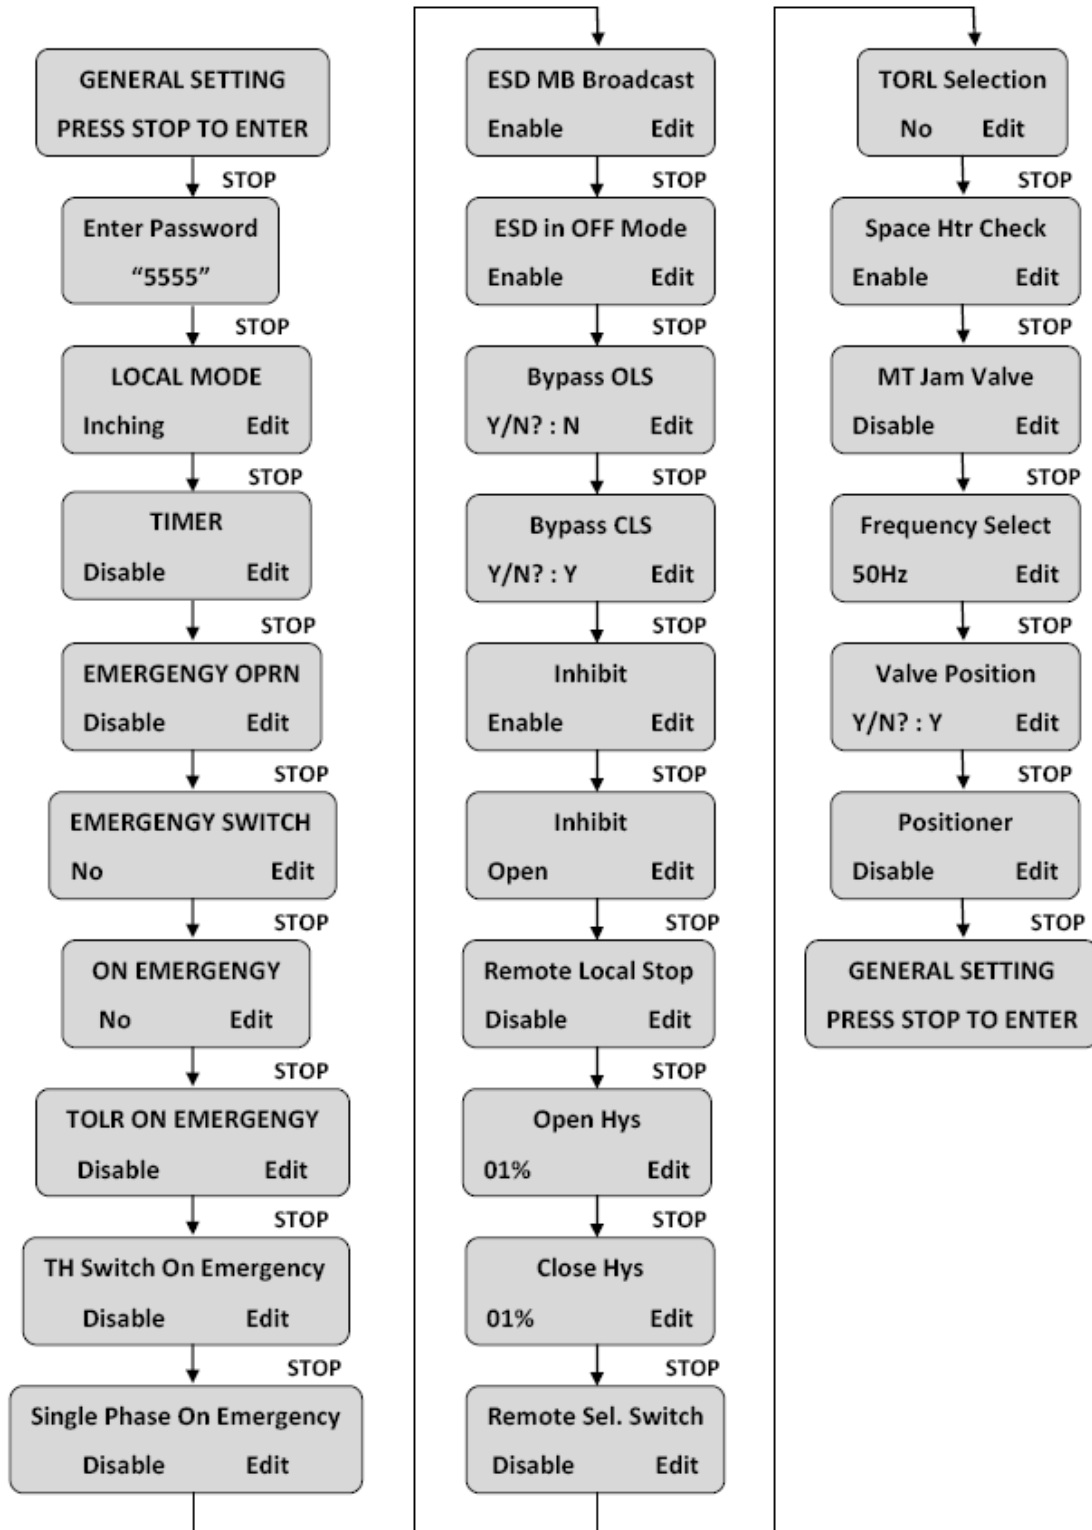 GENERAL SETTING
PRESS STOP TO ENTER
STOP
Enter Password
“5555”
STOP
LOCAL MODE
Inching Edit
STOP
TIMER
Disable Edit
STOP
EMERGENGY OPRN
Disable Edit
STOP
EMERGENGY SWITCH
No Edit
STOP
ON EMERGENGY
No Edit
STOP
TOLR ON EMERGENGY
Disable Edit
STOP
TH Switch On Emergency
Disable Edit
STOP
Single Phase On Emergency
Disable Edit
ESD MB Broadcast
Enable Edit
STOP
ESD in OFF Mode
Enable Edit
STOP
Bypass OLS
Y/N? : N Edit
STOP
Bypass CLS
Y/N? : Y Edit
STOP
Inhibit
Enable Edit
STOP
Inhibit
Open Edit
STOP
Remote Local Stop
Disable Edit
STOP
Open Hys
01% Edit
STOP
Close Hys
01% Edit
STOP
Remote Sel. Switch
Disable Edit
TORL Selection
No Edit
STOP
Space Htr Check
Enable Edit
STOP
MT Jam Valve
Disable Edit
STOP
Frequency Select
50Hz Edit
STOP
Valve Position
Y/N? : Y Edit
STOP
Positioner
Disable Edit
STOP
GENERAL SETTING
PRESS STOP TO ENTER